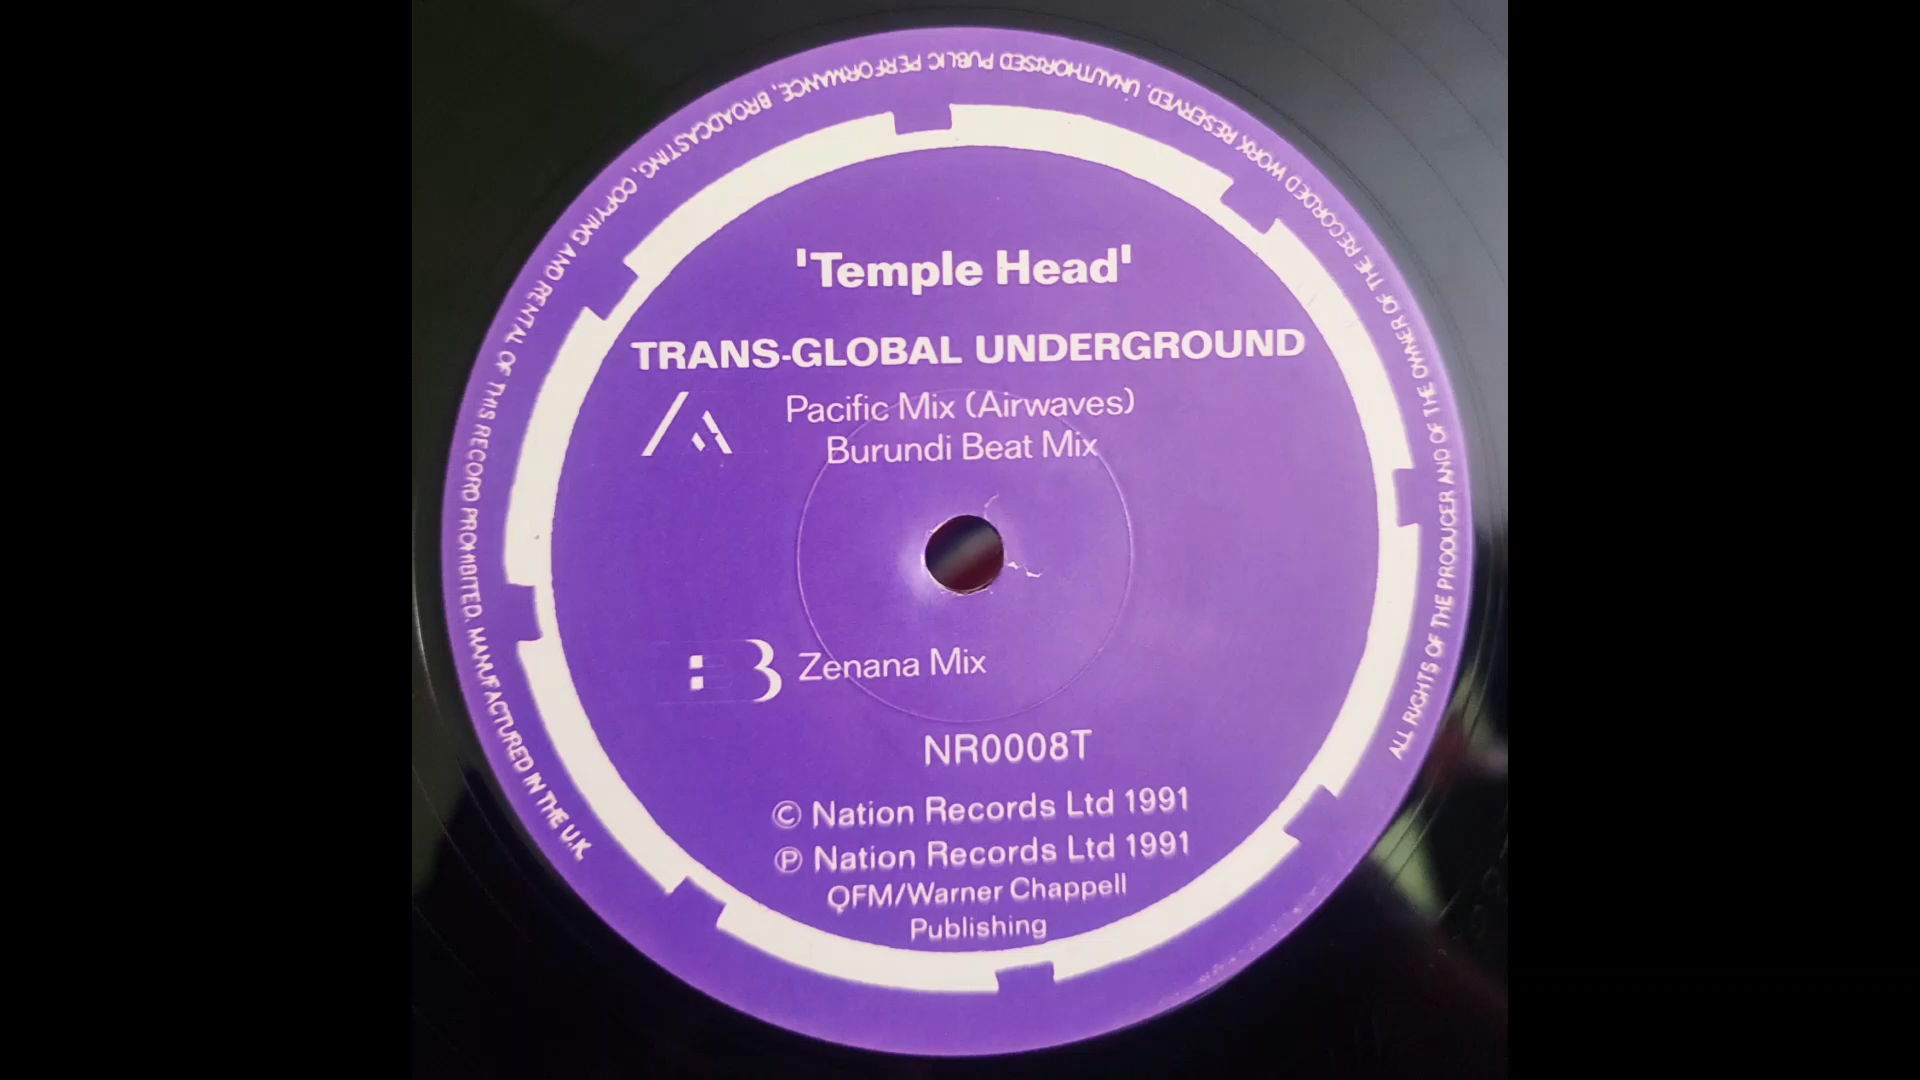 'Temple Head'
TRANS-GLOBAL UNDERGROUND
A
Pacific Mix (Airwaves)
Burundi Beat Mix
B
Zenana Mix
NR0008T
© Nation Records Ltd 1991
℗ Nation Records Ltd 1991
QFM/Warner Chappell
Publishing
ALL RIGHTS OF THE PRODUCER AND OF THE OWNER OF THE RECORDED WORK RESERVED. UNAUTHORISED PUBLIC PERFORMANCE, BROADCASTING, COPYING AND RENTAL OF THIS RECORD PROHIBITED. MANUFACTURED IN THE U.K.